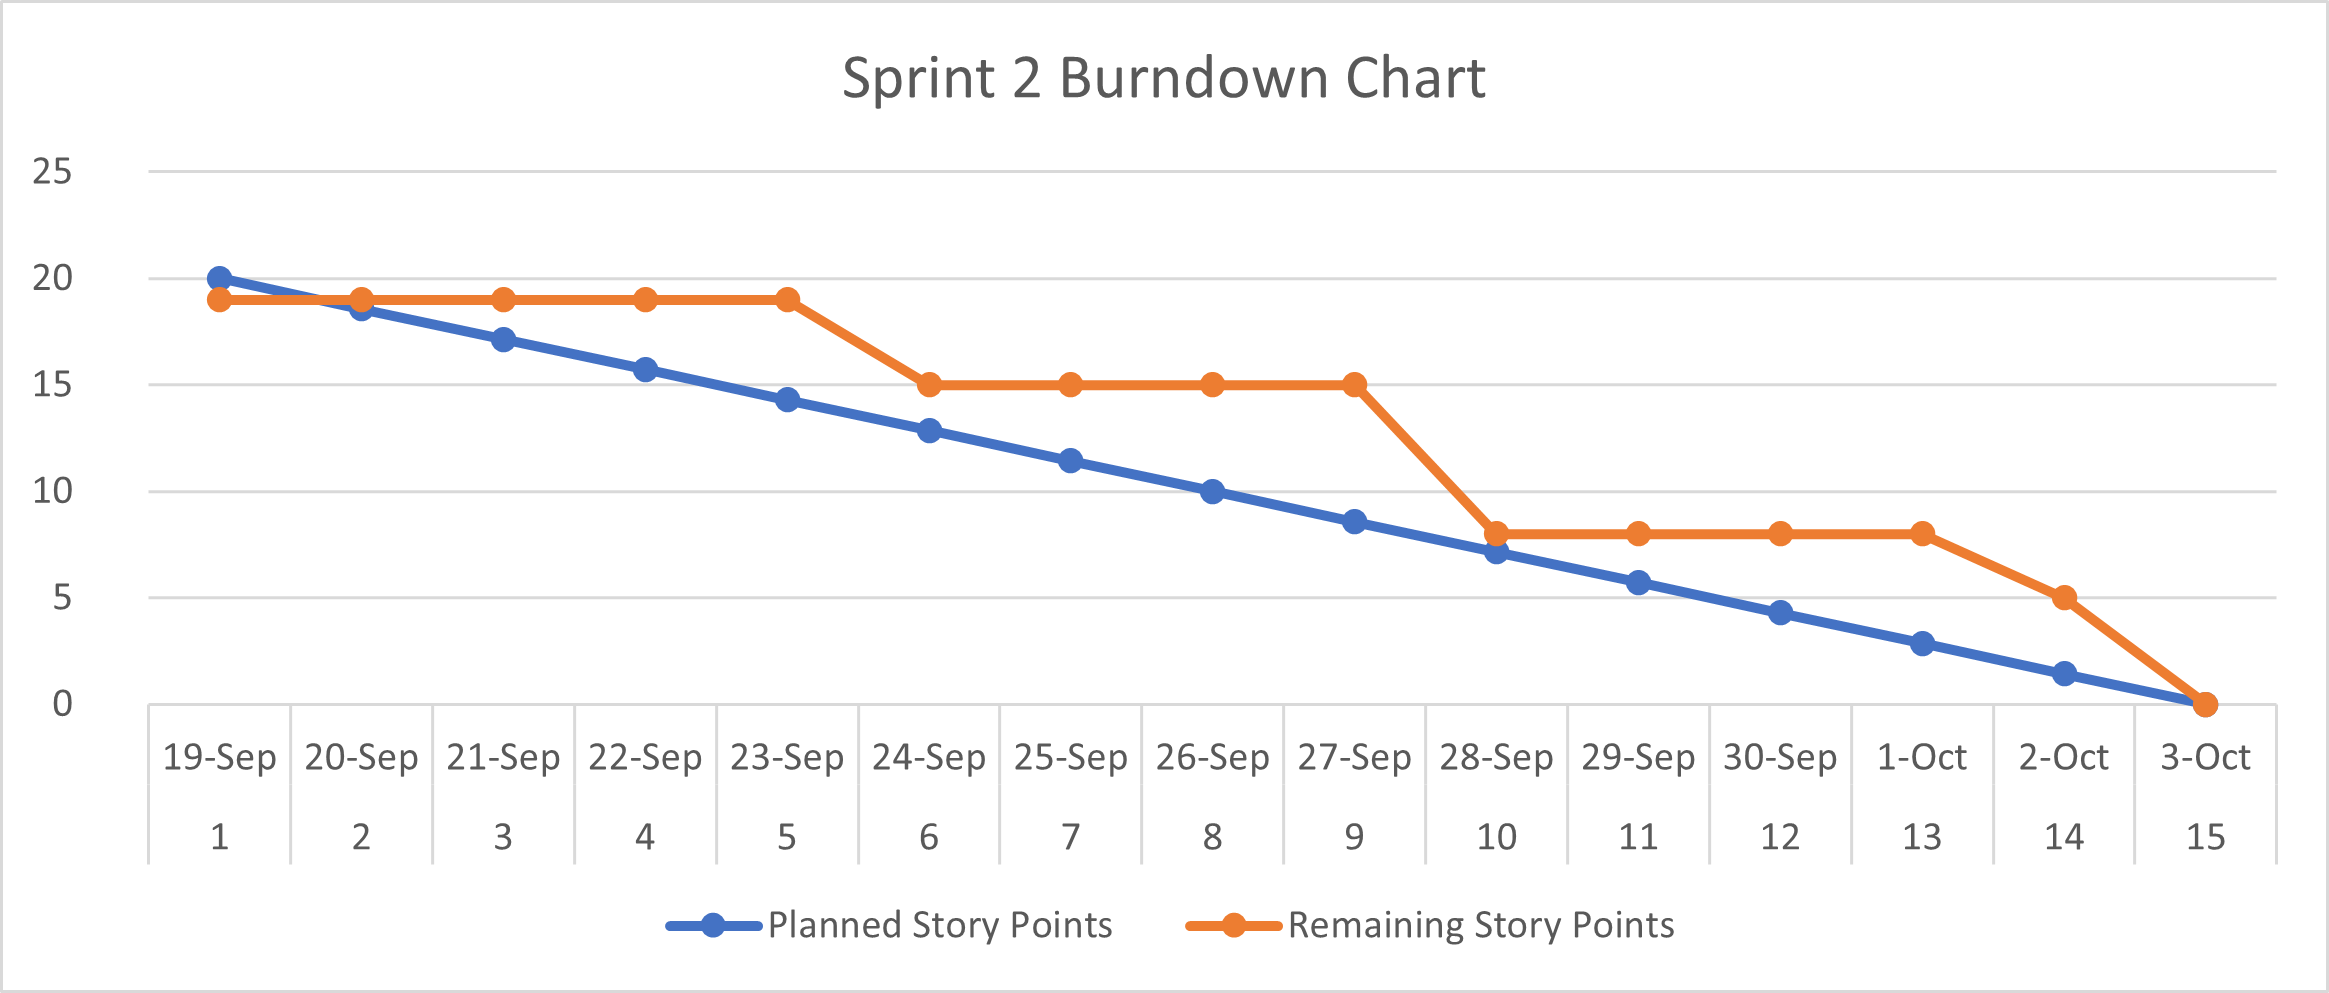 Sprint 2 Burndown Chart
25
20
15
10
5
0
19-Sep 20-Sep 21-Sep 22-Sep 23-Sep 24-Sep 25-Sep 26-Sep 27-Sep 28-Sep 29-Sep 30-Sep 1-Oct 2-Oct 3-Oct
1 2 3 4 5 6 7 8 9 10 11 12 13 14 15
Planned Story Points Remaining Story Points